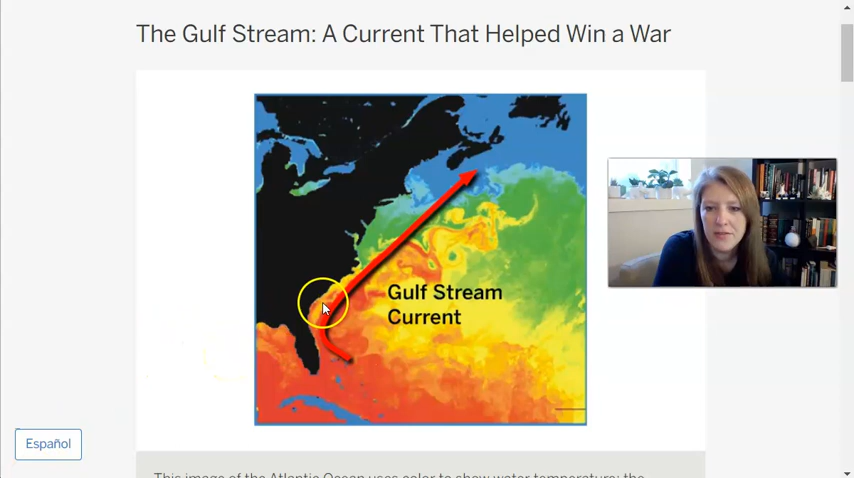 The Gulf Stream: A Current That Helped Win a War
Gulf Stream
Current
Español
This image of the Atlantic Ocean uses color to show water temperature: the